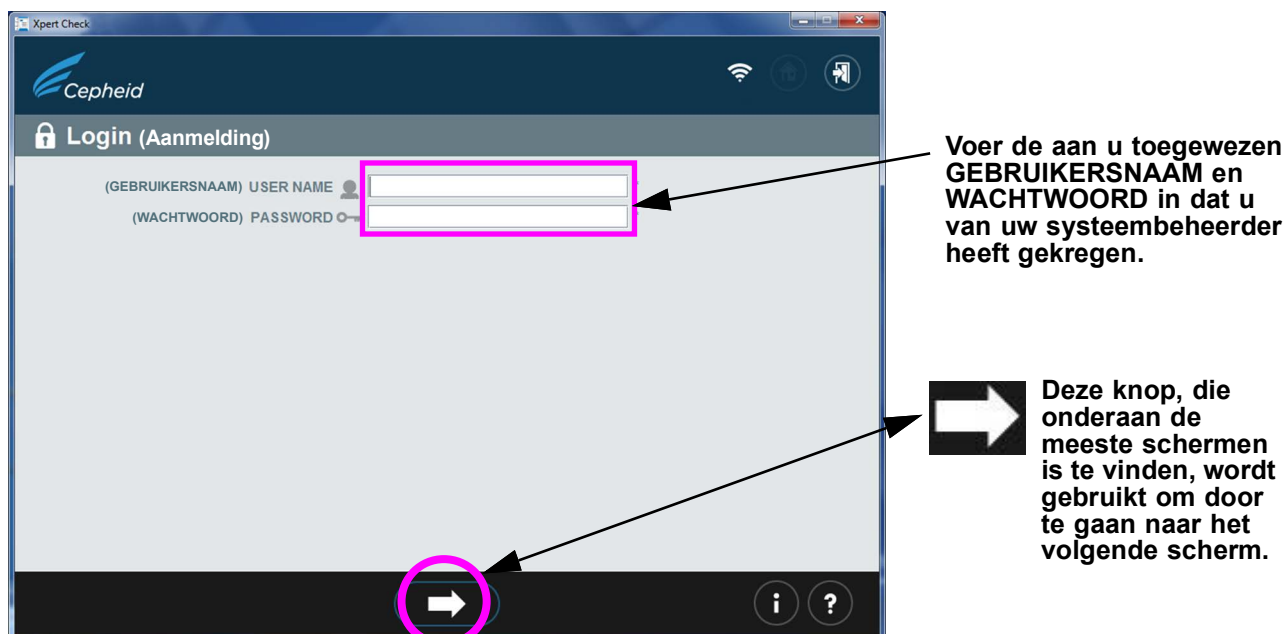 Xpert Check
Cepheid
Login (Aanmelding)
(GEBRUIKERSNAAM) USER NAME
(WACHTWOORD) PASSWORD
Voer de aan u toegewezen
GEBRUIKERSNAAM en
WACHTWOORD in dat u
van uw systeembeheerder
heeft gekregen.
Deze knop, die
onderaan de
meeste schermen
is te vinden, wordt
gebruikt om door
te gaan naar het
volgende scherm.
i ?